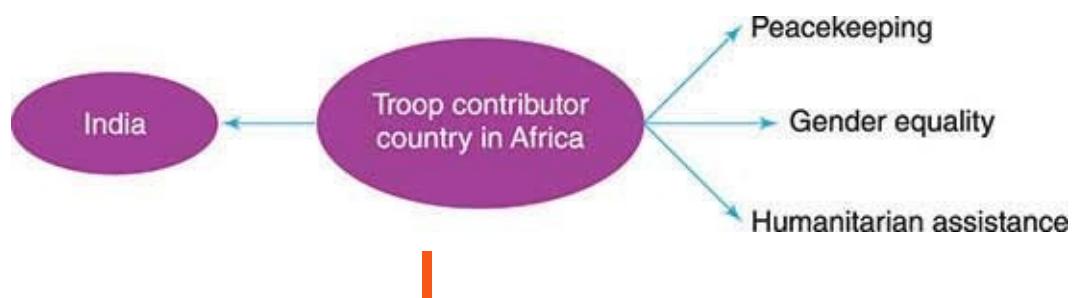 Peacekeeping
India
Troop contributor
country in Africa
Gender equality
Humanitarian assistance